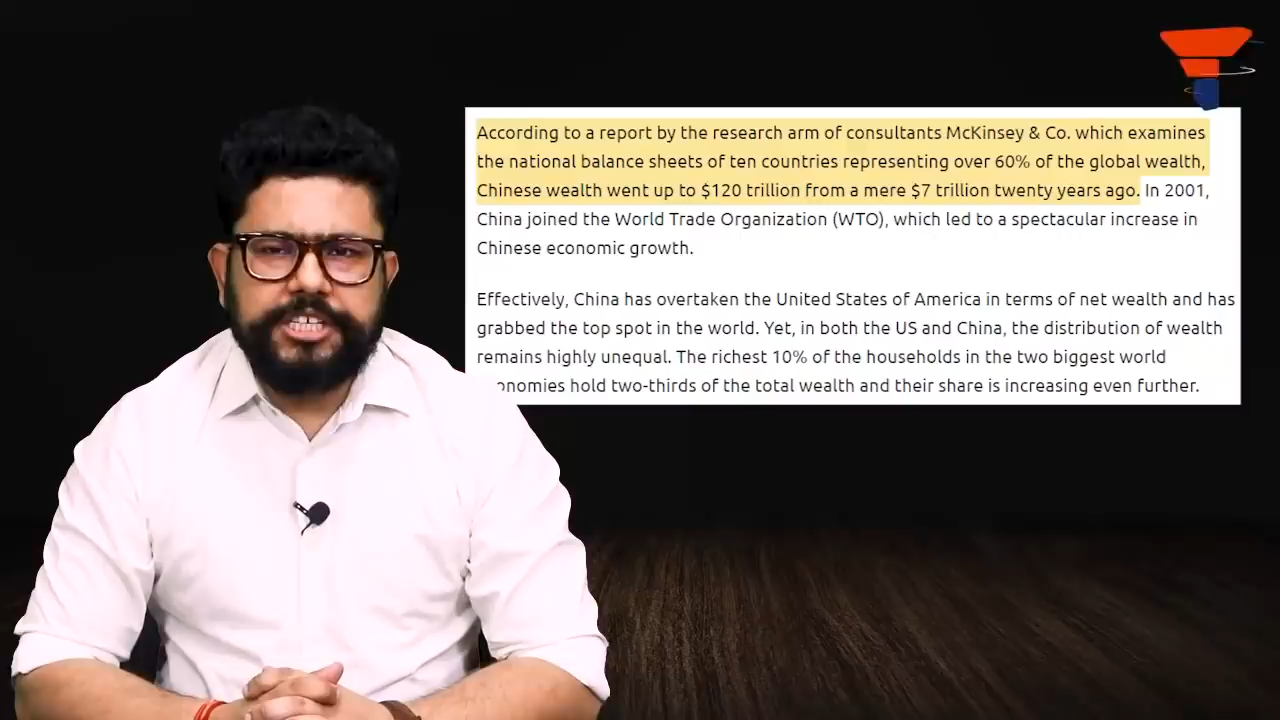 According to a report by the research arm of consultants McKinsey & Co. which examines
the national balance sheets of ten countries representing over 60% of the global wealth,
Chinese wealth went up to $120 trillion from a mere $7 trillion twenty years ago. In 2001,
China joined the World Trade Organization (WTO), which led to a spectacular increase in
Chinese economic growth.
Effectively, China has overtaken the United States of America in terms of net wealth and has
grabbed the top spot in the world. Yet, in both the US and China, the distribution of wealth
remains highly unequal. The richest 10% of the households in the two biggest world
onomies hold two-thirds of the total wealth and their share is increasing even further.